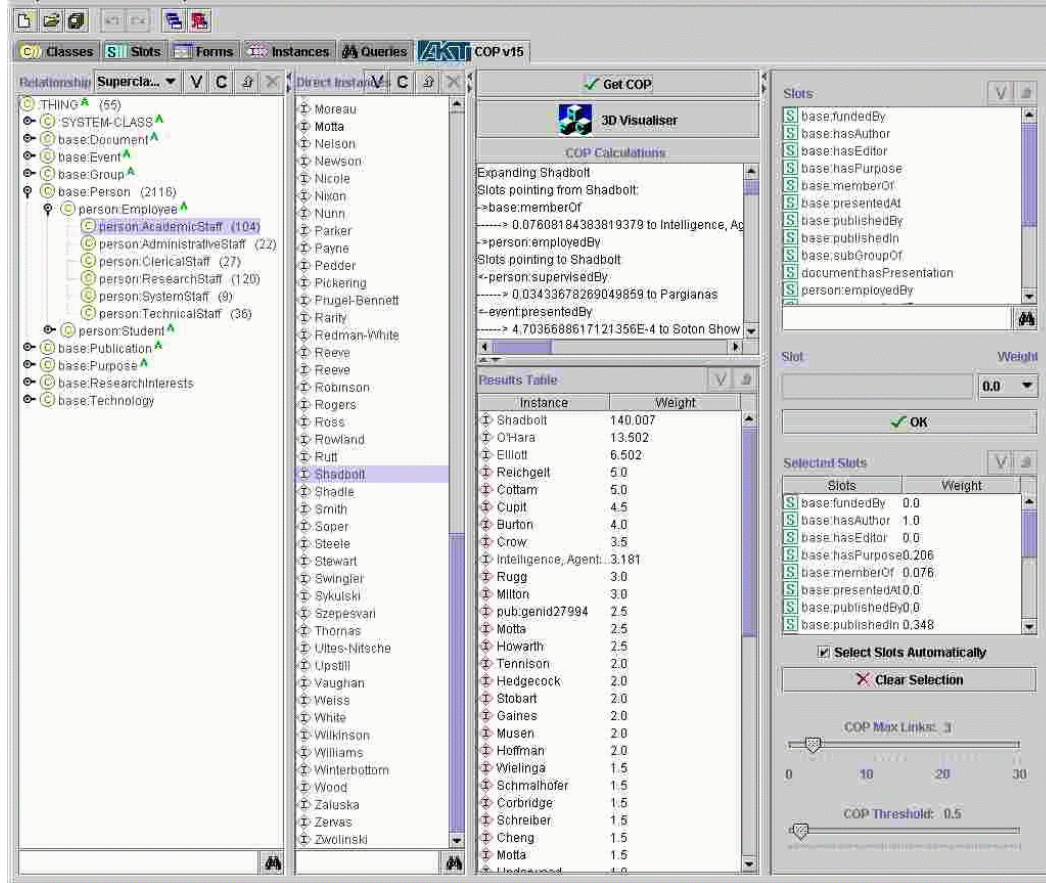 Classes Slots Forms Instances Queries AKT COP v15
Relationship Supercla... V C
:THING A (55)
:SYSTEM-CLASS A
base:Document A
base:Event A
base:Group A
base:Person (2116)
person:Employee A
person:AcademicStaff (104)
person:AdministrativeStaff (22)
person:ClericalStaff (27)
person:ResearchStaff (120)
person:SystemStaff (9)
person:TechnicalStaff (36)
person:Student A
base:Publication A
base:Purpose A
base:ResearchInterests
base:Technology
Direct Instances V C
Moreau
Motta
Nelson
Newson
Nicole
Nixon
Nunn
Parker
Payne
Pedder
Pickering
Prugel-Bennett
Rarity
Redman-White
Reeve
Reeve
Robinson
Rogers
Ross
Rowland
Rutt
Shadbolt
Shadle
Smith
Soper
Steele
Stewart
Swingler
Sykulski
Szepesvari
Thomas
Ultes-Nitsche
Upstill
Vaughan
Weiss
White
Wilkinson
Williams
Winterbottom
Wood
Zaluska
Zervas
Zwolinski
Get COP
3D Visualiser
COP Calculations
Expanding Shadbolt
Slots pointing from Shadbolt:
->base:memberOf
------> 0.07608184383819379 to Intelligence, Ag
->person:employedBy
Slots pointing to Shadbolt
<-person:supervisedBy
------> 0.03433678269049859 to Pargianas
<-event:presentedBy
------> 4.7036688617121356E-4 to Soton Show
Results Table V
Instance Weight
Shadbolt 140.007
O'Hara 13.502
Elliott 6.502
Reichgelt 5.0
Cottam 5.0
Cupit 4.5
Burton 4.0
Crow 3.5
Intelligence, Agent... 3.181
Rugg 3.0
Milton 3.0
pub:genid27994 2.5
Motta 2.5
Howarth 2.5
Tennison 2.0
Hedgecock 2.0
Stobart 2.0
Gaines 2.0
Musen 2.0
Hoffman 2.0
Wielinga 1.5
Schmalhofer 1.5
Corbridge 1.5
Schreiber 1.5
Cheng 1.5
Motta 1.5
Slots V
base:fundedBy
base:hasAuthor
base:hasEditor
base:hasPurpose
base:memberOf
base:presentedAt
base:publishedBy
base:publishedIn
base:subGroupOf
document:hasPresentation
person:employedBy
Slot Weight
0.0
OK
Selected Slots V
Slots Weight
base:fundedBy 0.0
base:hasAuthor 1.0
base:hasEditor 0.0
base:hasPurpose 0.206
base:memberOf 0.076
base:presentedAt 0.0
base:publishedBy 0.0
base:publishedIn 0.348
Select Slots Automatically
Clear Selection
COP Max Links: 3
0 10 20 30
COP Threshold: 0.5